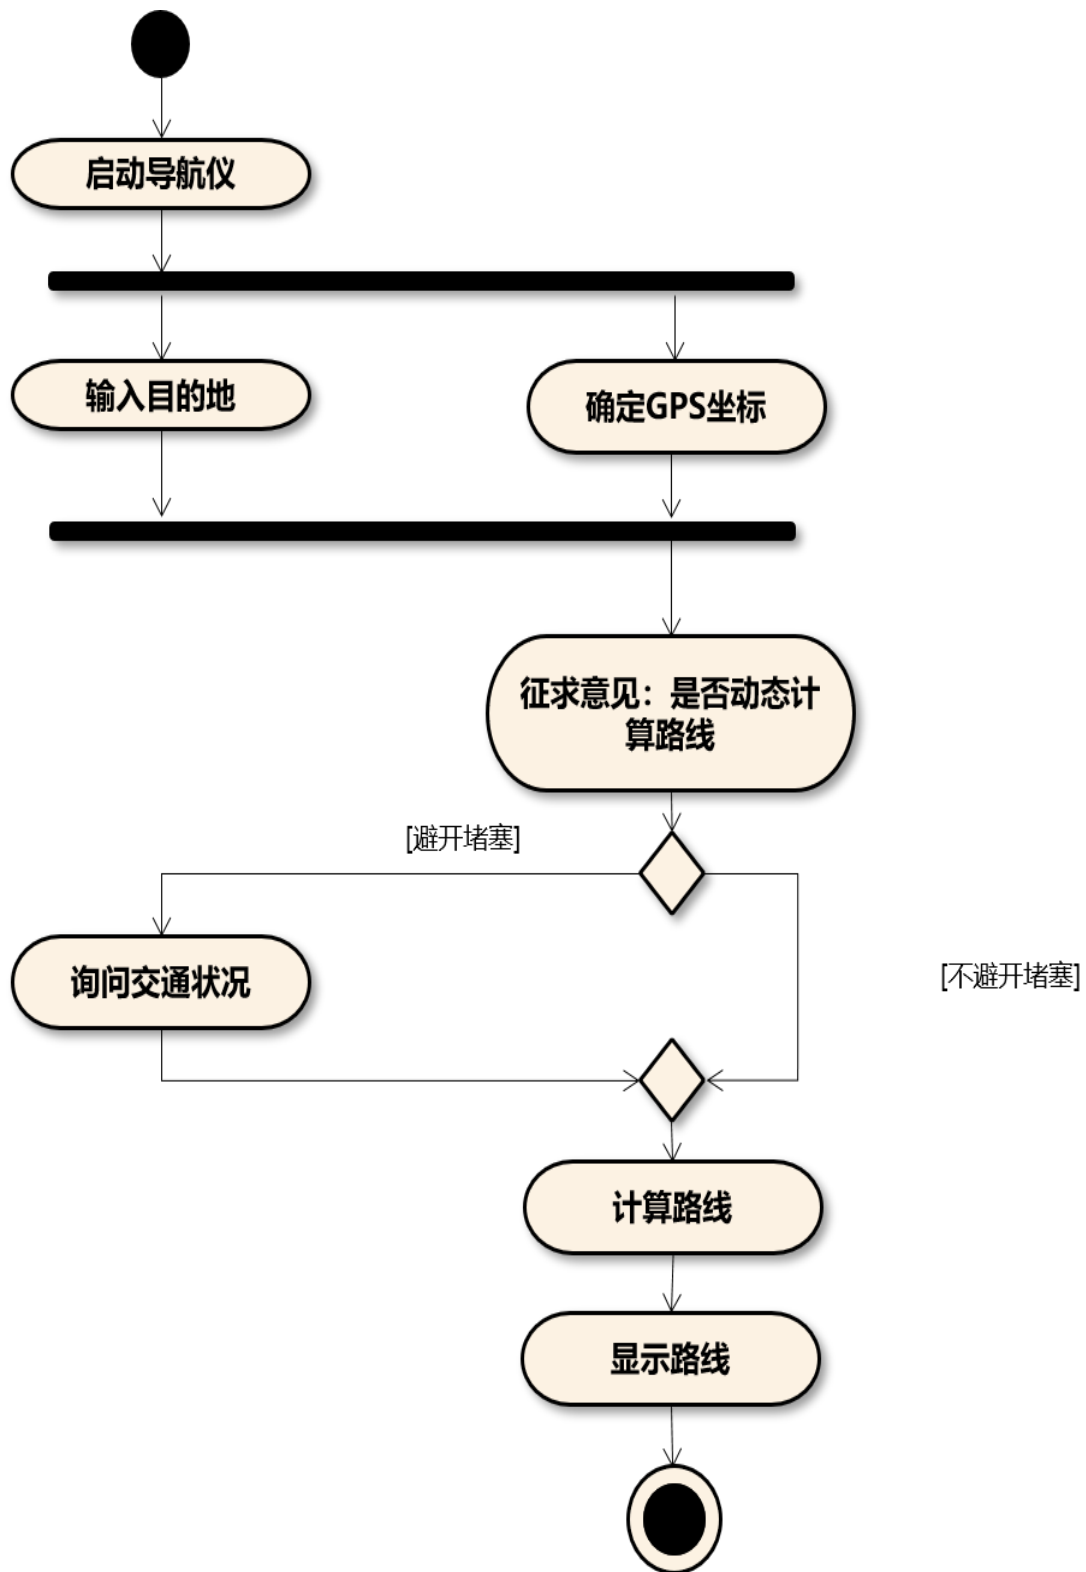 启动导航仪
输入目的地
确定GPS坐标
征求意见：是否动态计
算路线
[避开堵塞]
询问交通状况
[不避开堵塞]
计算路线
显示路线